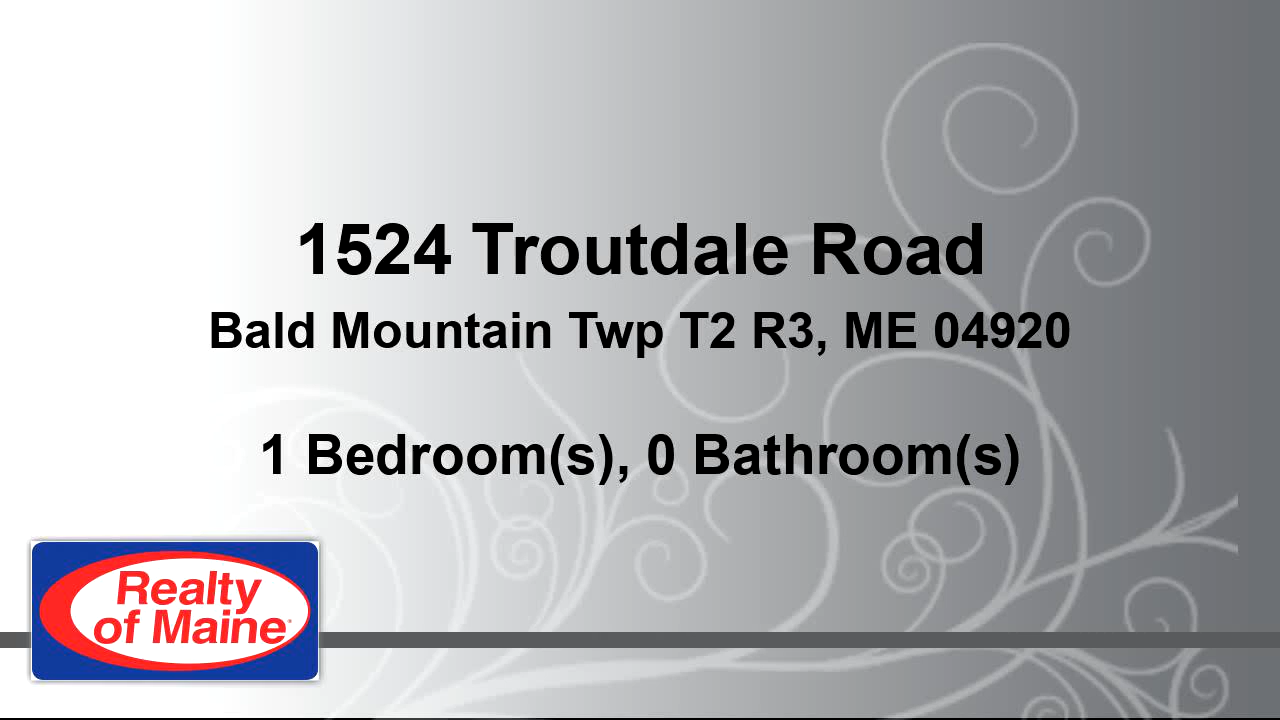 1524 Troutdale Road
Bald Mountain Twp T2 R3, ME 04920
1 Bedroom(s), 0 Bathroom(s)
Realty
of Maine